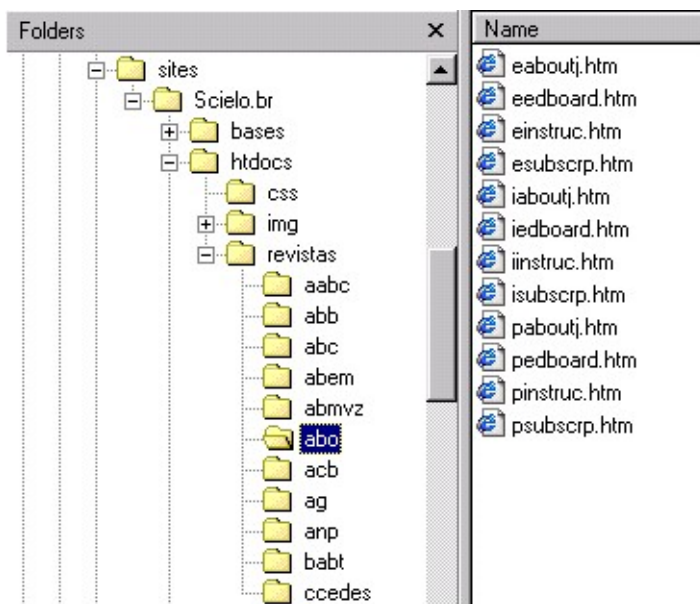 Folders
sites
Scielo.br
bases
htdocs
css
img
revistas
aabc
abb
abc
abem
abmvz
abo
acb
ag
anp
babt
ccedes
Name
eaboutj.htm
eedboard.htm
einstruc.htm
esubscrp.htm
iaboutj.htm
iedboard.htm
iinstruc.htm
isubscrp.htm
paboutj.htm
pedboard.htm
pinstruc.htm
psubscrp.htm